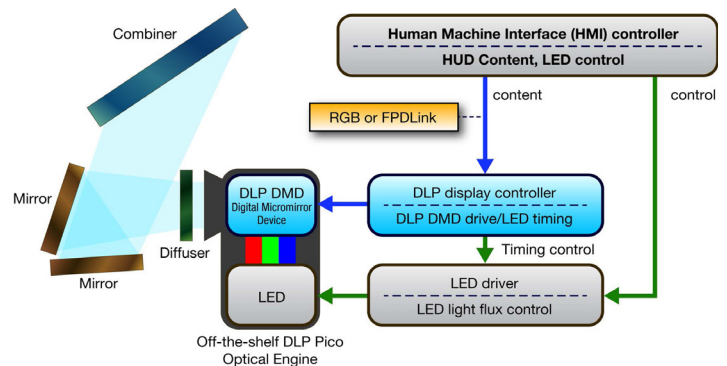 Combiner
Human Machine Interface (HMI) controller
HUD Content, LED control
content
control
RGB or FPDLink
Mirror
DLP DMD
Digital Micromirror
Device
DLP display controller
DLP DMD drive/LED timing
Diffuser
Mirror
Timing control
LED
LED driver
LED light flux control
Off-the-shelf DLP Pico
Optical Engine